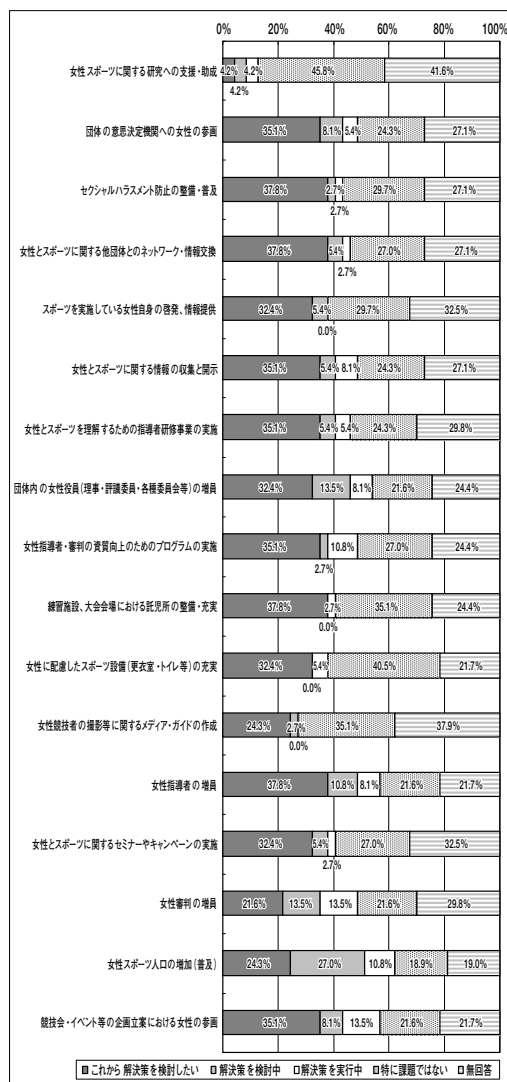 0% 20% 40% 60% 80% 100%
女性スポーツに関する研究への支援・助成 4.2% 4.2% 45.8% 41.6%
4.2%
団体の意思決定機関への女性の参画 35.1% 8.1% 5.4% 24.3% 27.1%
セクシャルハラスメント防止の整備・普及 37.8% 2.7% 29.7% 27.1%
2.7%
女性とスポーツに関する他団体とのネットワーク・情報交換 37.8% 5.4% 27.0% 27.1%
2.7%
スポーツを実施している女性自身の啓発、情報提供 32.4% 5.4% 29.7% 32.5%
0.0%
女性とスポーツに関する情報の収集と開示 35.1% 5.4% 8.1% 24.3% 27.1%
女性とスポーツを理解するための指導者研修事業の実施 35.1% 5.4% 5.4% 24.3% 29.8%
団体内の女性役員(理事・評議委員・各種委員会等)の増員 32.4% 13.5% 8.1% 21.6% 24.4%
女性指導者・審判の資質向上のためのプログラムの実施 35.1% 10.8% 27.0% 24.4%
2.7%
練習施設、大会会場における託児所の整備・充実 37.8% 2.7% 35.1% 24.4%
0.0%
女性に配慮したスポーツ設備(更衣室・トイレ等)の充実 32.4% 5.4% 40.5% 21.7%
0.0%
女性競技者の撮影等に関するメディア・ガイドの作成 24.3% 2.7% 35.1% 37.9%
0.0%
女性指導者の増員 37.8% 10.8% 8.1% 21.6% 21.7%
女性とスポーツに関するセミナーやキャンペーンの実施 32.4% 5.4% 27.0% 32.5%
2.7%
女性審判の増員 21.6% 13.5% 13.5% 21.6% 29.8%
女性スポーツ人口の増加(普及) 24.3% 27.0% 10.8% 18.9% 19.0%
競技会・イベント等の企画立案における女性の参画 35.1% 8.1% 13.5% 21.6% 21.7%
これから解決策を検討したい 解決策を検討中 解決策を実行中 特に課題ではない 無回答